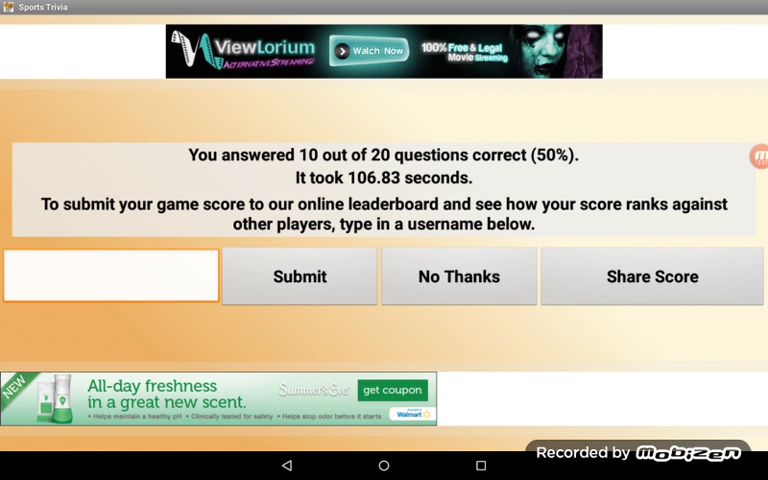 Sports Trivia
ViewLorium
AlternativeStreaming!
Watch Now
100% Free & Legal
Movie Streaming
You answered 10 out of 20 questions correct (50%).
It took 106.83 seconds.
To submit your game score to our online leaderboard and see how your score ranks against
other players, type in a username below.
Submit
No Thanks
Share Score
NEW
All-day freshness
in a great new scent.
Summer's Eve
get coupon
• Helps maintain a healthy pH • Clinically tested for safety • Helps stop odor before it starts
Walmart
Recorded by mobizen